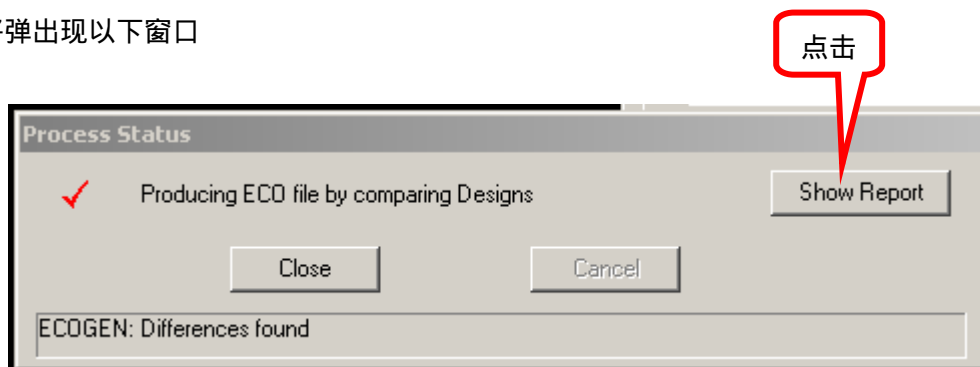 弹出现以下窗口
点击
Process Status
Producing ECO file by comparing Designs
Show Report
Close
Cancel
ECOGEN: Differences found